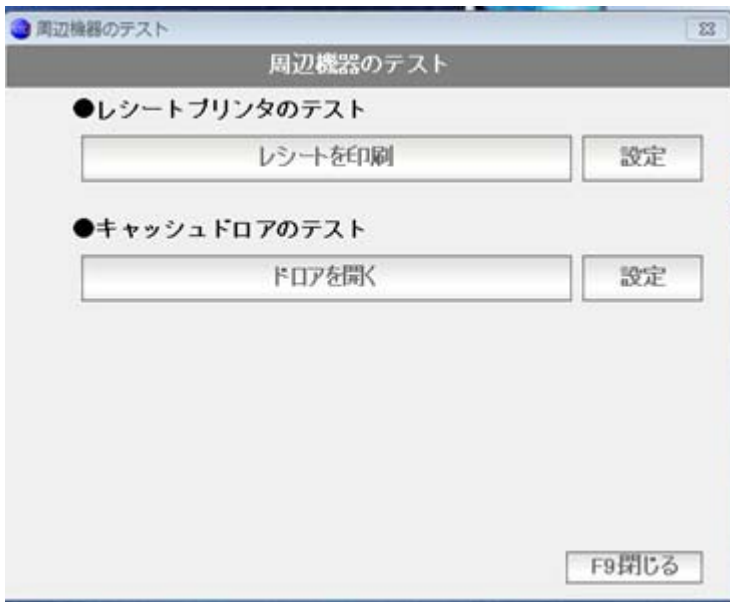 周辺機器のテスト
周辺機器のテスト
●レシートプリンタのテスト
レシートを印刷 設定
●キャッシュドロアのテスト
ドロアを開く 設定
F9閉じる